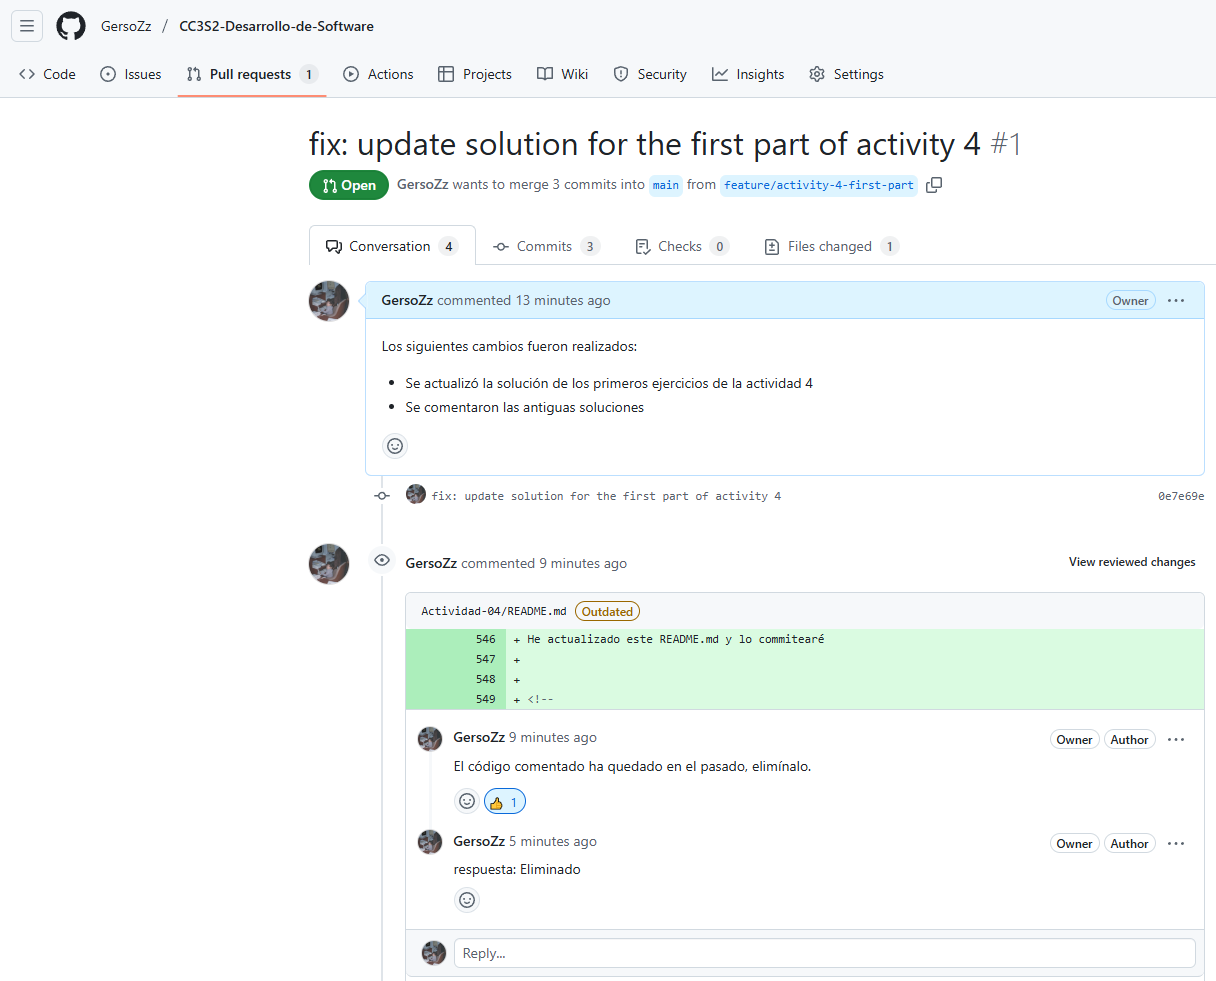 GersoZz / CC3S2-Desarrollo-de-Software
Code Issues Pull requests 1 Actions Projects Wiki Security Insights Settings
fix: update solution for the first part of activity 4 #1
Open GersoZz wants to merge 3 commits into main from feature/activity-4-first-part
Conversation 4 Commits 3 Checks 0 Files changed 1
GersoZz commented 13 minutes ago Owner ...
Los siguientes cambios fueron realizados:
• Se actualizó la solución de los primeros ejercicios de la actividad 4
• Se comentaron las antiguas soluciones
fix: update solution for the first part of activity 4 0e7e69e
GersoZz commented 9 minutes ago View reviewed changes
Actividad-04/README.md Outdated
546 + He actualizado este README.md y lo commitearé
547 +
548 +
549 + <!--
GersoZz 9 minutes ago Owner Author ...
El código comentado ha quedado en el pasado, elimínalo.
👍 1
GersoZz 5 minutes ago Owner Author ...
respuesta: Eliminado
Reply...